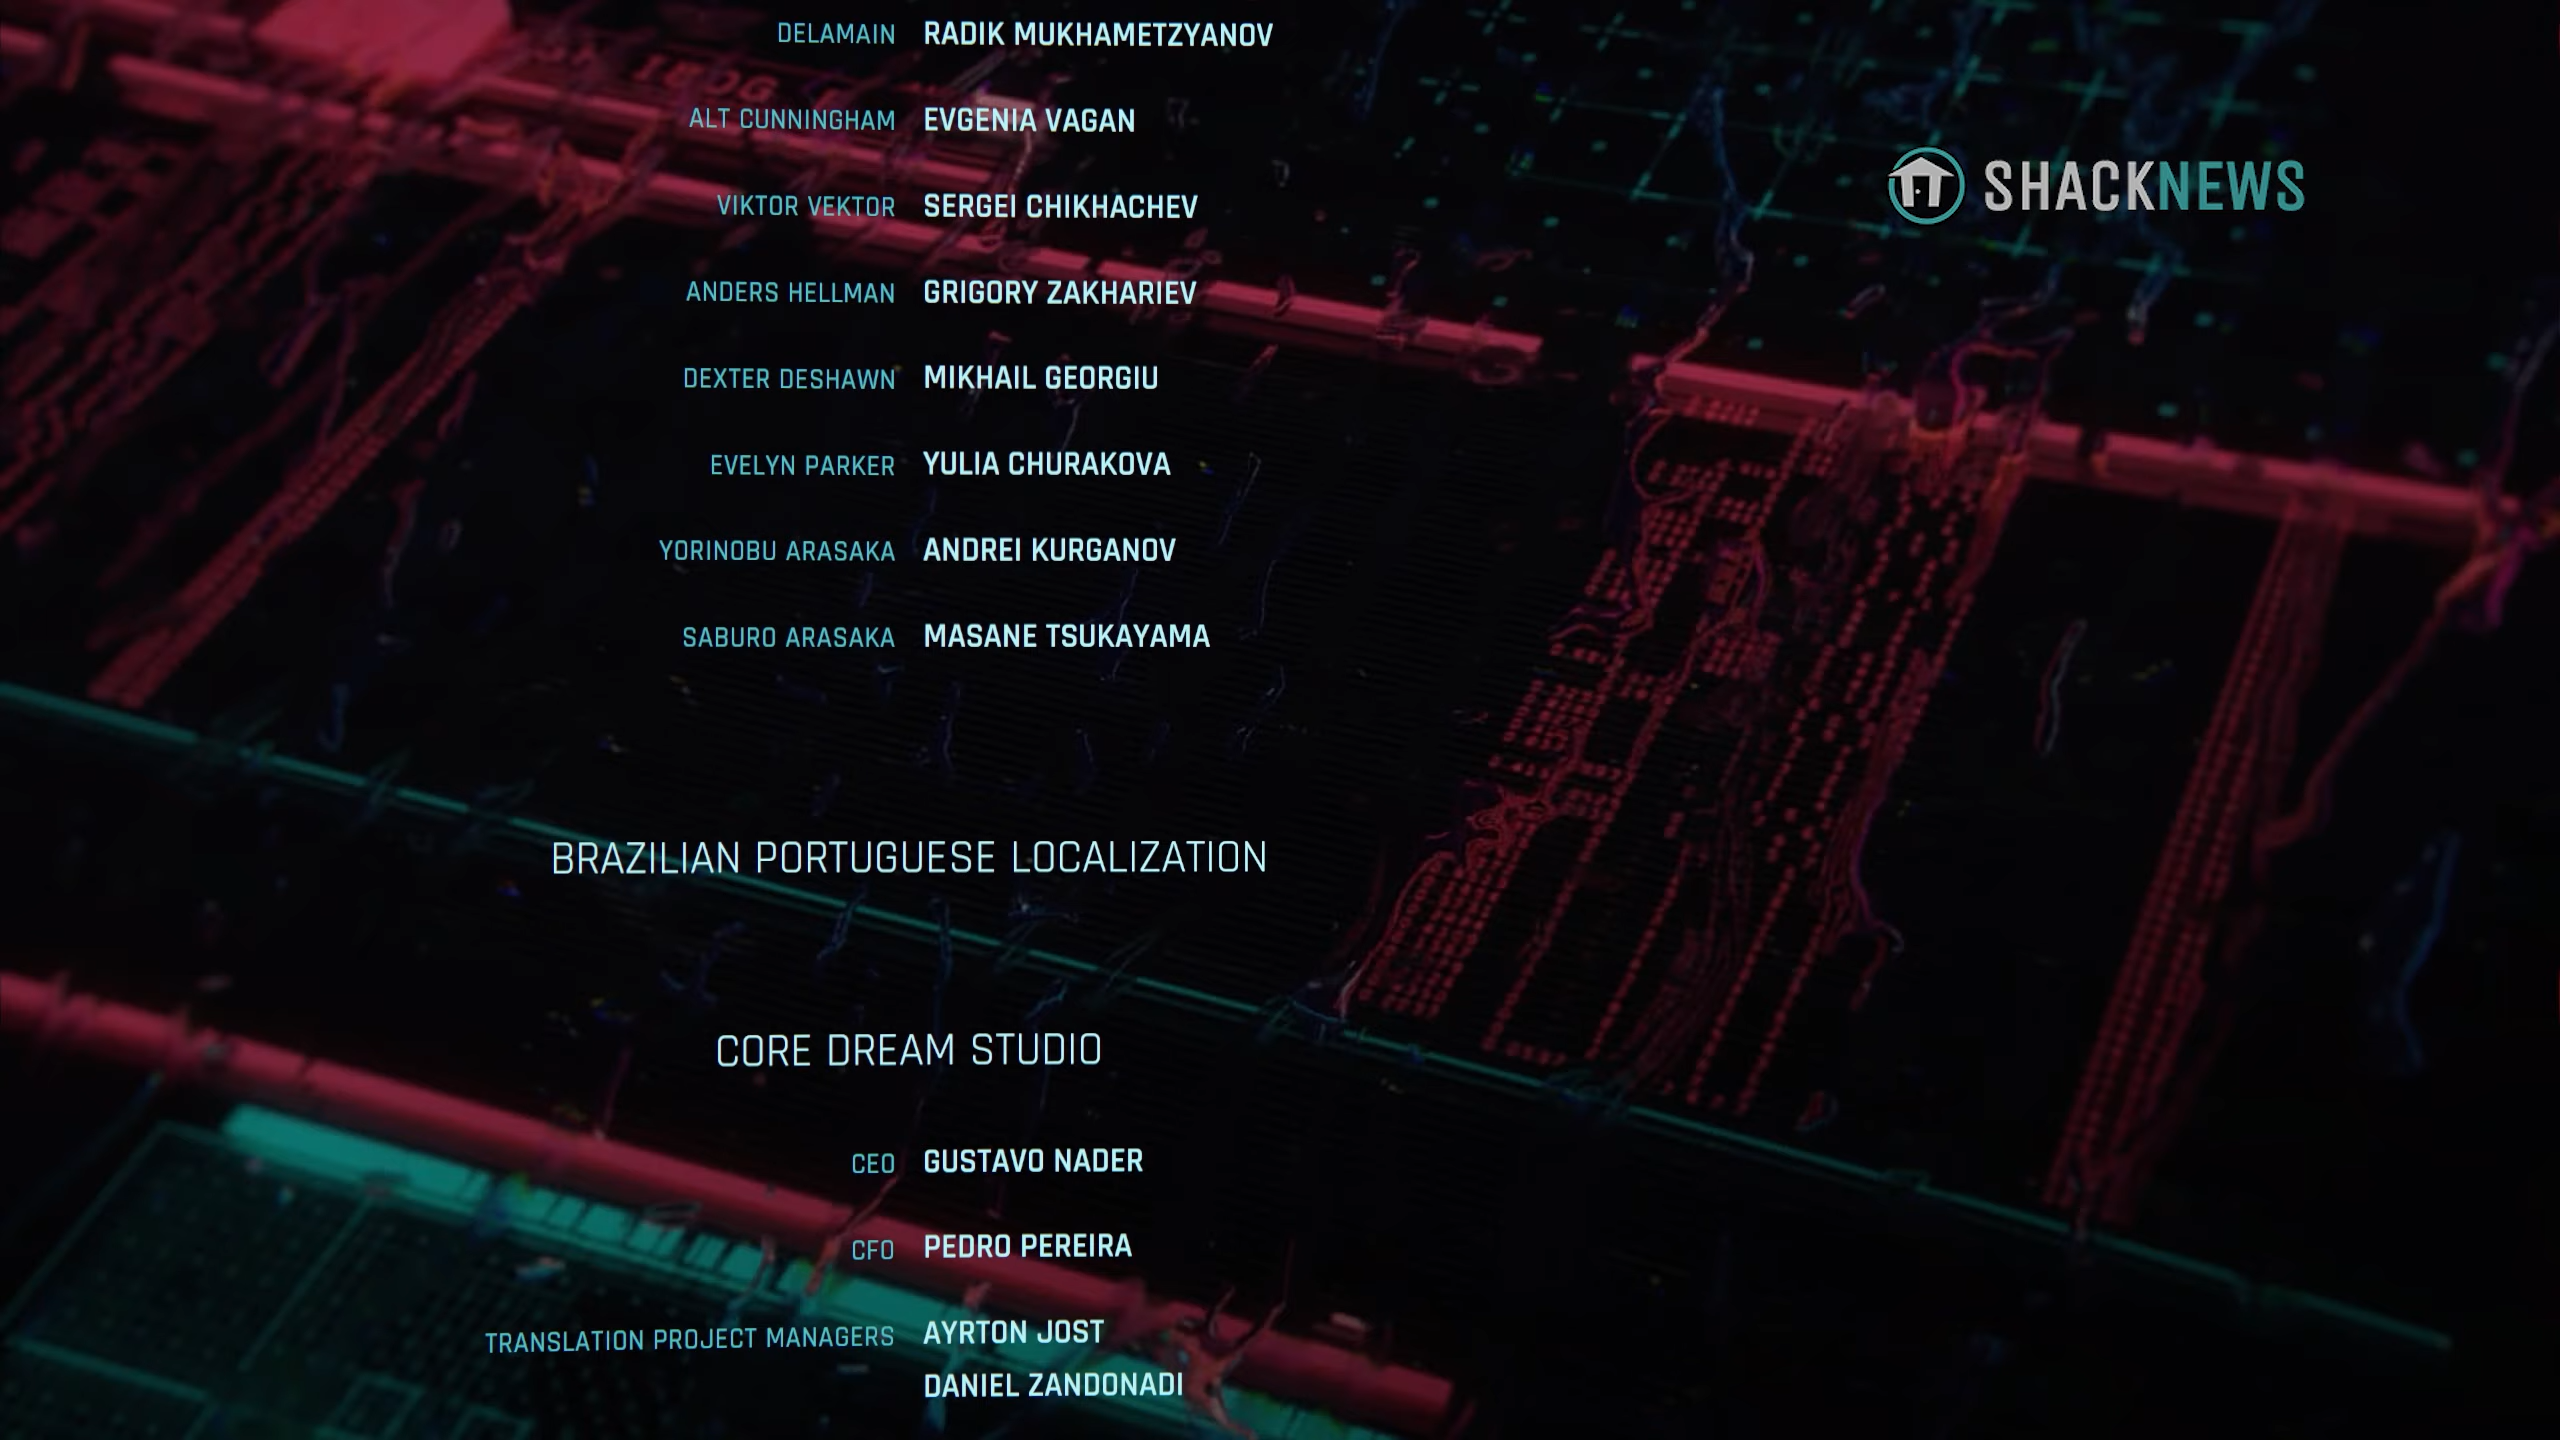 DELAMAIN RADIK MUKHAMETZYANOV
ALT CUNNINGHAM EVGENIA VAGAN
SHACKNEWS
VIKTOR VEKTOR SERGEI CHIKHACHEV
ANDERS HELLMAN GRIGORY ZAKHARIEV
DEXTER DESHAWN MIKHAIL GEORGIU
EVELYN PARKER YULIA CHURAKOVA
YORINOBU ARASAKA ANDREI KURGANOV
SABURO ARASAKA MASANE TSUKAYAMA
BRAZILIAN PORTUGUESE LOCALIZATION
CORE DREAM STUDIO
CEO GUSTAVO NADER
CFO PEDRO PEREIRA
TRANSLATION PROJECT MANAGERS AYRTON JOST
DANIEL ZANDONADI